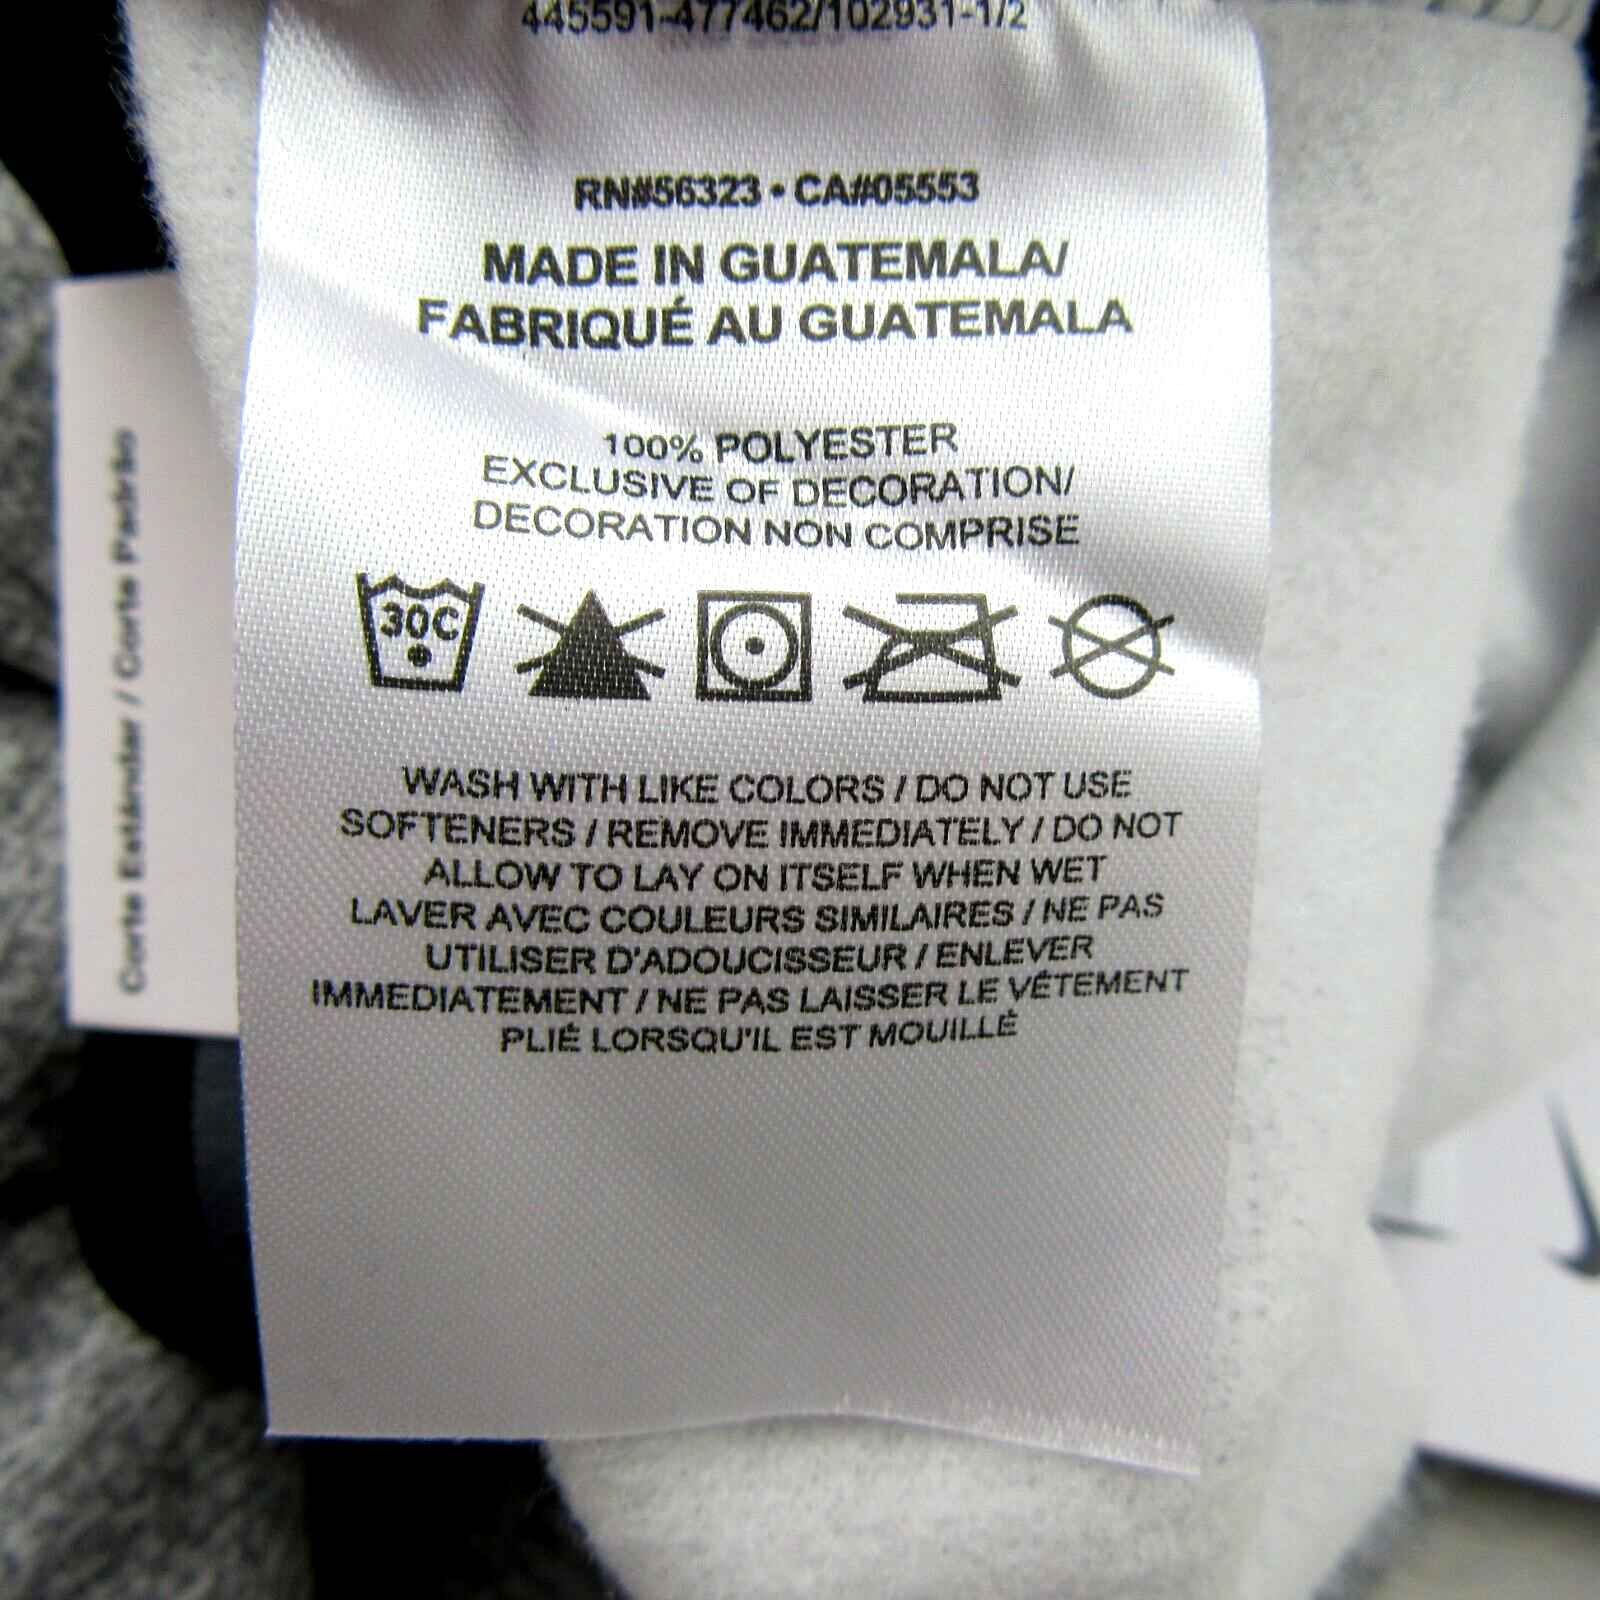 445591-477462/102931-1/2
RN#56323 • CA#05553
MADE IN GUATEMALA/
FABRIQUÉ AU GUATEMALA
100% POLYESTER
EXCLUSIVE OF DECORATION/
DECORATION NON COMPRISE
30C
WASH WITH LIKE COLORS / DO NOT USE
SOFTENERS / REMOVE IMMEDIATELY / DO NOT
ALLOW TO LAY ON ITSELF WHEN WET
LAVER AVEC COULEURS SIMILAIRES / NE PAS
UTILISER D'ADOUCISSEUR / ENLEVER
IMMEDIATEMENT / NE PAS LAISSER LE VÉTEMENT
PLIÉ LORSQU'IL EST MOUILLÉ
Corte Estándar / Corte Padrão